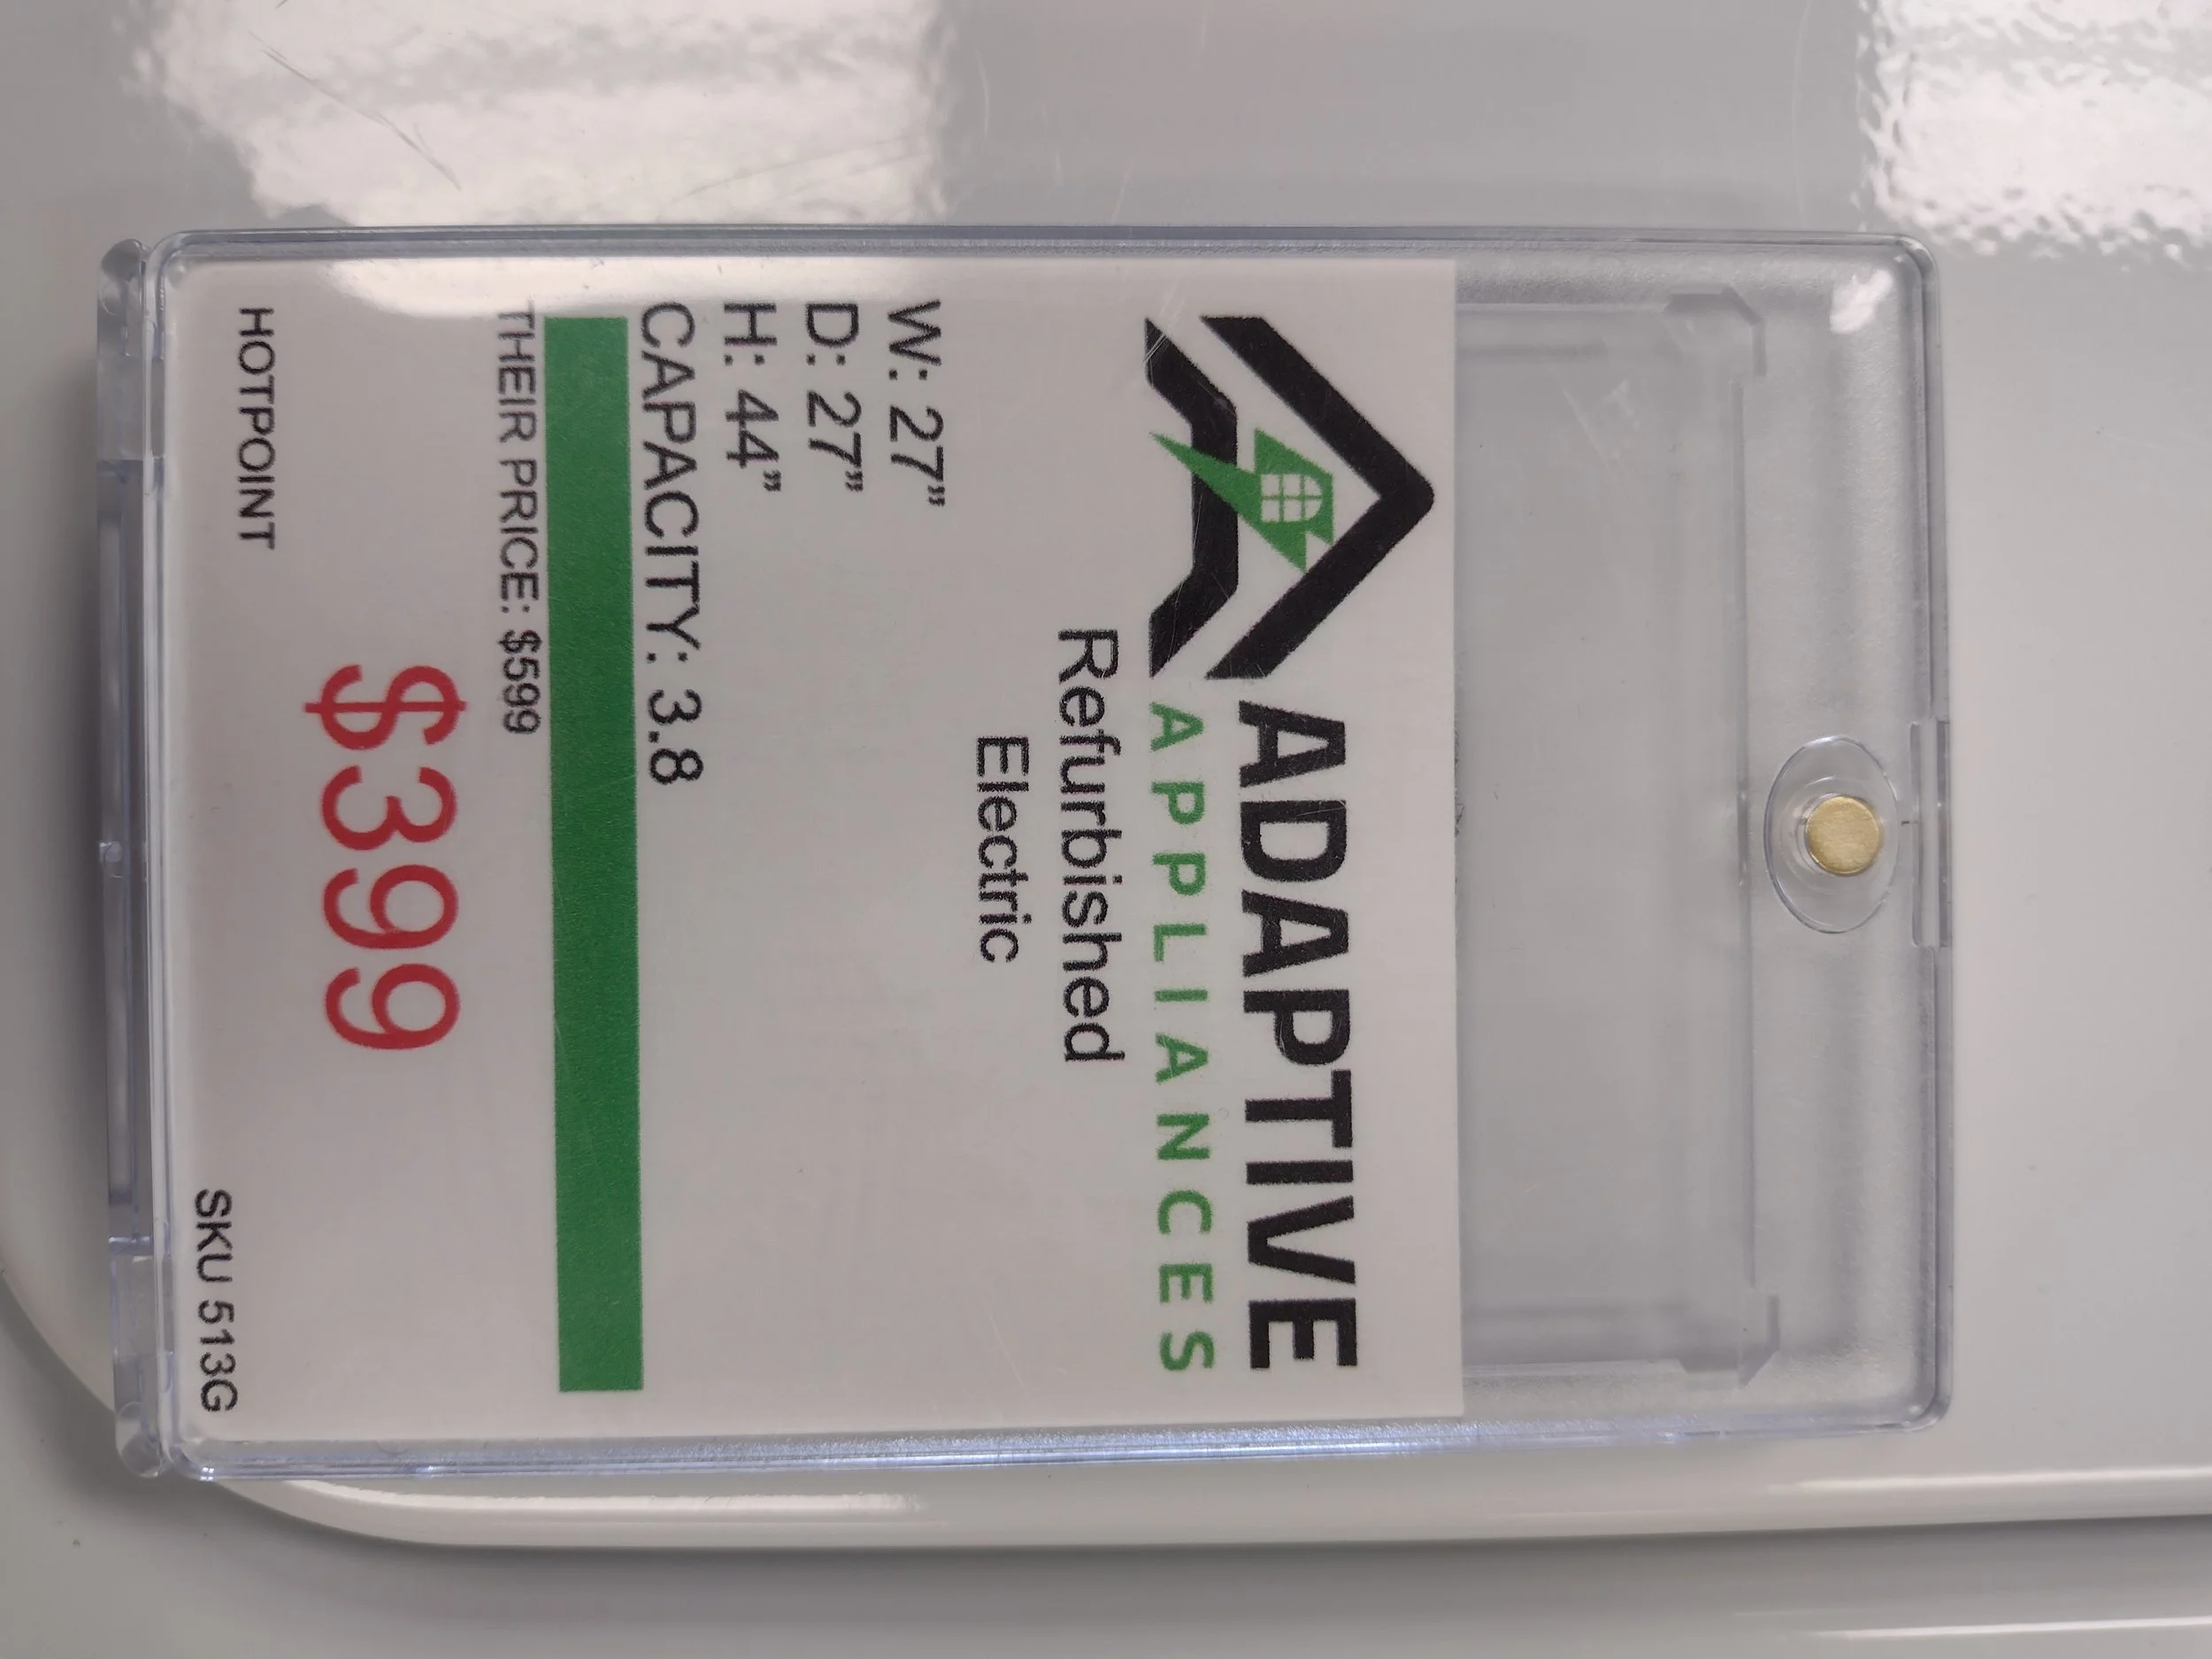 ADAPTIVE
APPLIANCES
Refurbished
Electric
W: 27”
D: 27”
H: 44”
CAPACITY: 3.8
THEIR PRICE: $599
$399
HOTPOINT
SKU 513G